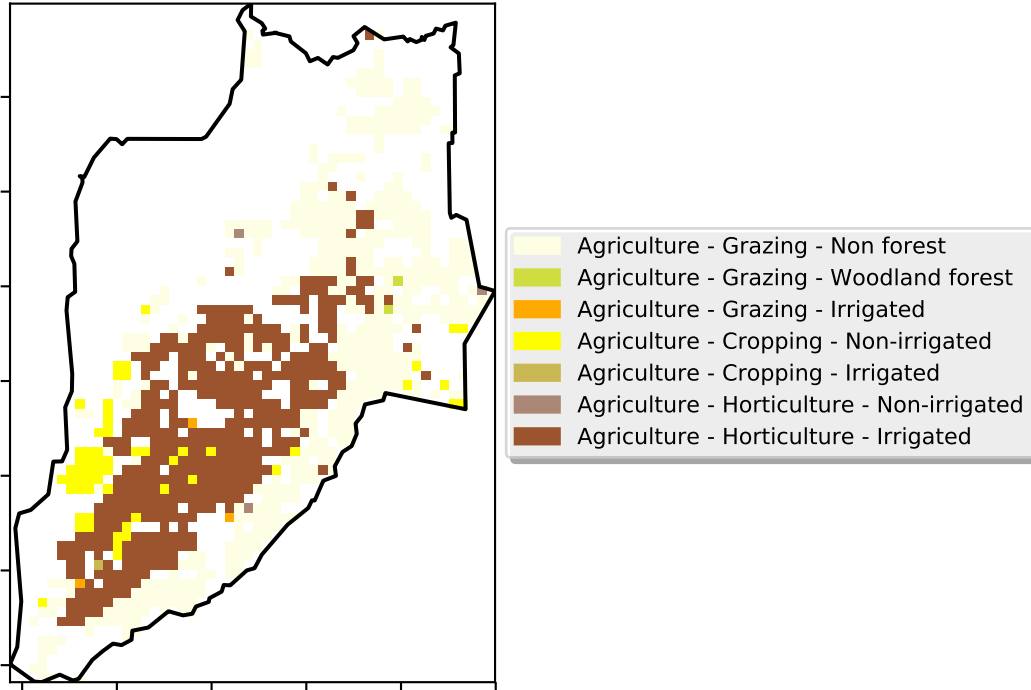 Agriculture - Grazing - Non forest
Agriculture - Grazing - Woodland forest
Agriculture - Grazing - Irrigated
Agriculture - Cropping - Non-irrigated
Agriculture - Cropping - Irrigated
Agriculture - Horticulture - Non-irrigated
Agriculture - Horticulture - Irrigated